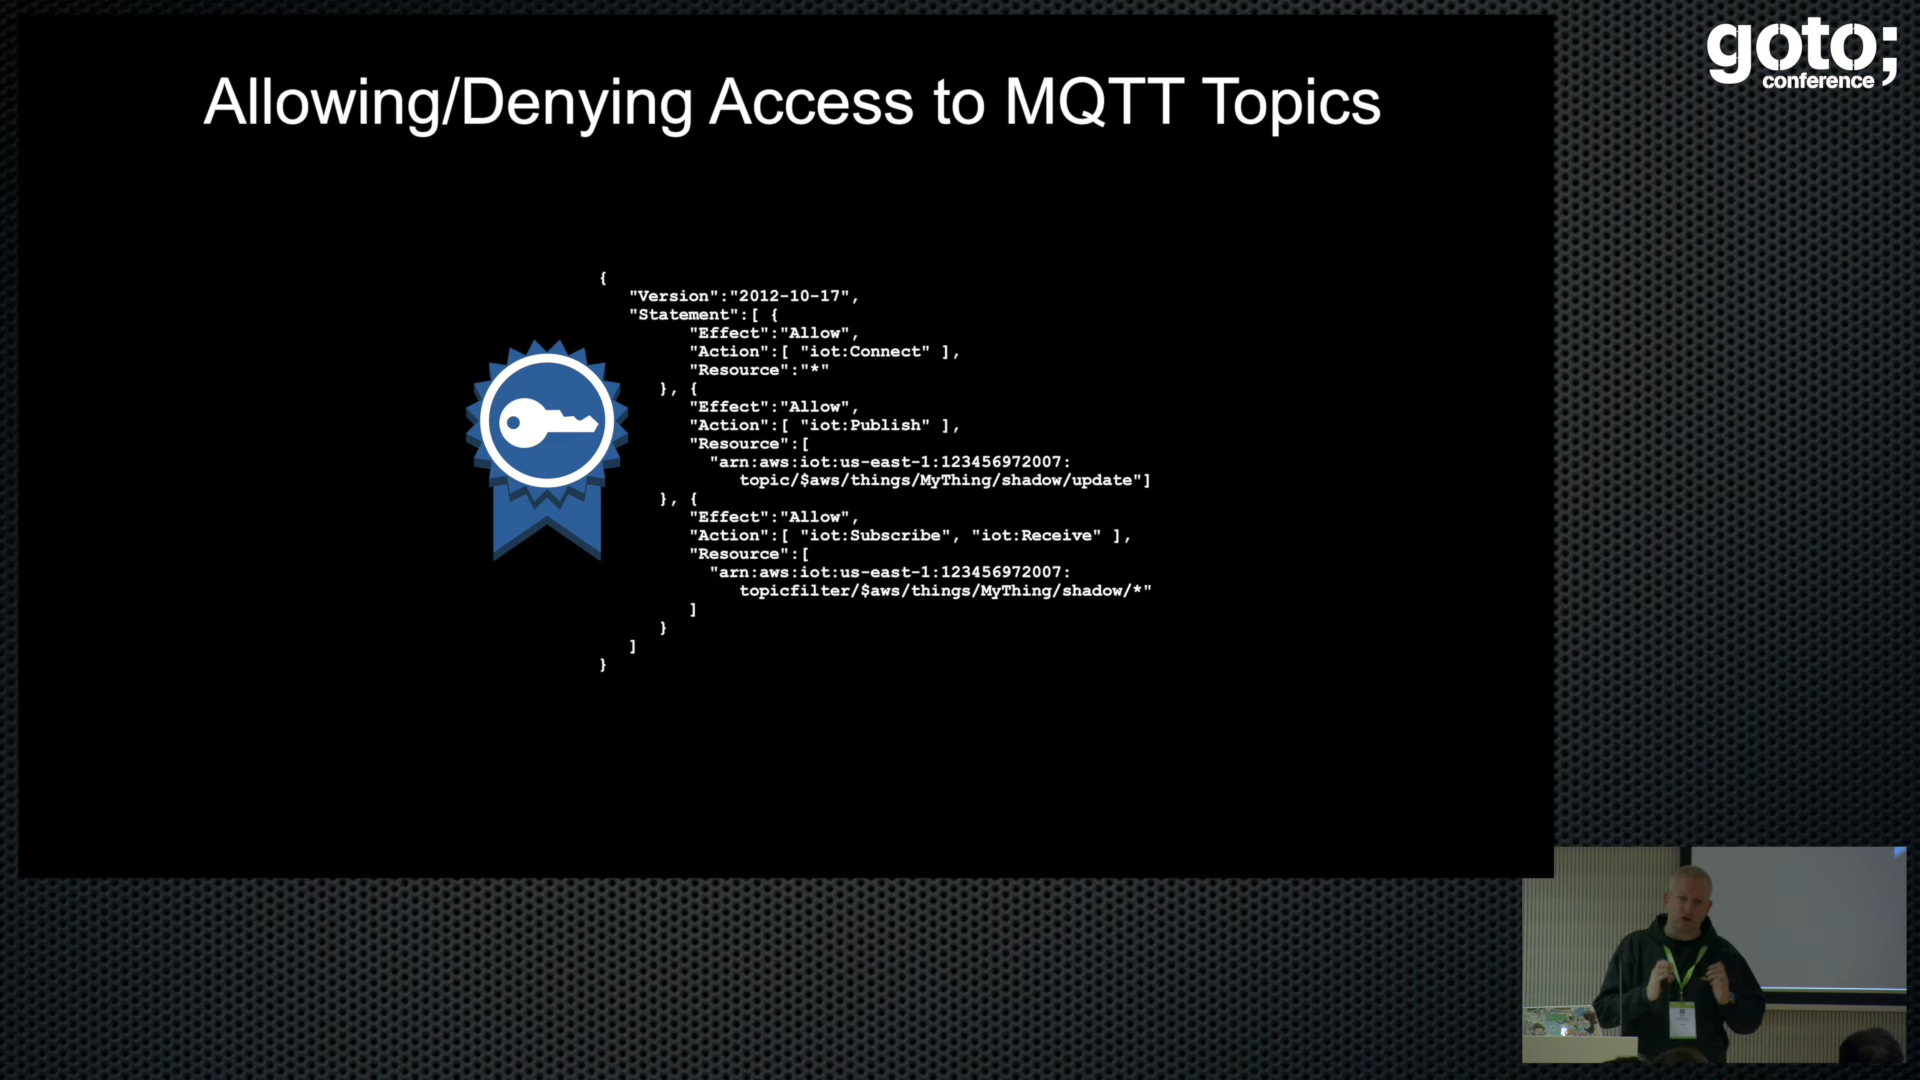 goto;
conference
Allowing/Denying Access to MQTT Topics
{
"Version":"2012-10-17",
"Statement":[ {
"Effect":"Allow",
"Action":[ "iot:Connect" ],
"Resource":"*"
}, {
"Effect":"Allow",
"Action":[ "iot:Publish" ],
"Resource":[
"arn:aws:iot:us-east-1:123456972007:
topic/$aws/things/MyThing/shadow/update"]
}, {
"Effect":"Allow",
"Action":[ "iot:Subscribe", "iot:Receive" ],
"Resource":[
"arn:aws:iot:us-east-1:123456972007:
topicfilter/$aws/things/MyThing/shadow/*"
]
}
]
}